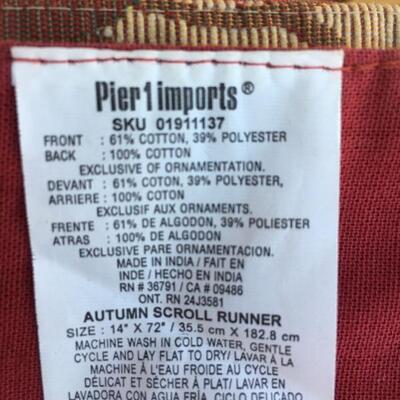 Pier 1 imports®
SKU 01911137
FRONT : 61% COTTON, 39% POLYESTER
BACK : 100% COTTON
EXCLUSIVE OF ORNAMENTATION.
DEVANT : 61% COTON, 39% POLYESTER,
ARRIERE : 100% COTON
EXCLUSIF AUX ORNAMENTS.
FRENTE : 61% DE ALGODON, 39% POLIESTER
ATRAS : 100% DE ALGODON
EXCLUSIVE PARE ORNAMENTACION.
MADE IN INDIA / FAIT EN
INDE / HECHO EN INDIA
RN # 36791 / CA # 09486
ONT. RN 24J3581
AUTUMN SCROLL RUNNER
SIZE : 14" X 72" / 35.5 cm X 182.8 cm
MACHINE WASH IN COLD WATER, GENTLE
CYCLE AND LAY FLAT TO DRY/ LAVAR À LA
MACHINE À L'EAU FROIDE AU CYCLE
DÉLICAT ET SÉCHER À PLAT/ LAVAR EN
LAVADORA CON AGUA FRÍA, CICLO DELICADO